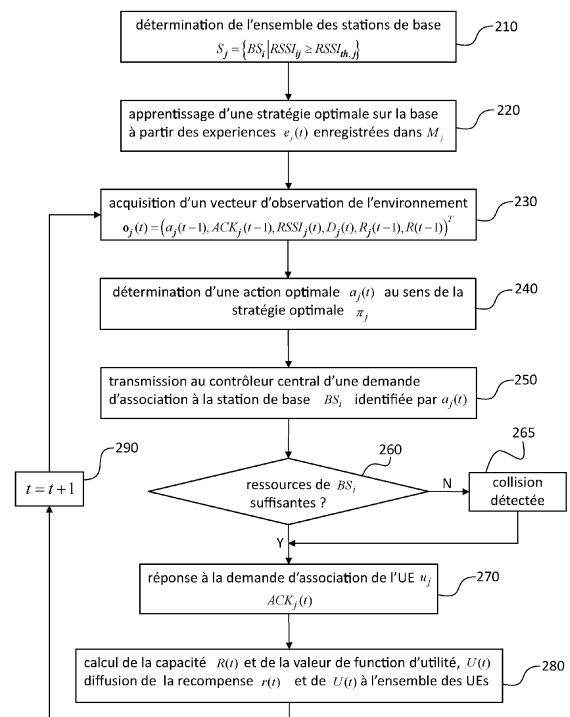 détermination de l'ensemble des stations de base
S_j = {BS_i | RSSI_ij ≥ RSSI_th,j}
210
apprentissage d'une stratégie optimale sur la base
à partir des experiences e_j(t) enregistrées dans M_j
220
acquisition d'un vecteur d'observation de l'environnement
o_j(t) = (a_j(t−1), ACK_j(t−1), RSSI_j(t), D_j(t), R_j(t−1), R(t−1))^T
230
détermination d'une action optimale a_j(t) au sens de la
stratégie optimale π_j
240
transmission au contrôleur central d'une demande
d'association à la station de base BS_i identifiée par a_j(t)
250
290
t = t+1
260
ressources de BS_i
suffisantes ?
N
265
collision
détectée
Y
réponse à la demande d'association de l'UE u_j
ACK_j(t)
270
calcul de la capacité R(t) et de la valeur de function d'utilité, U(t)
diffusion de la recompense r(t) et de U(t) à l'ensemble des UEs
280